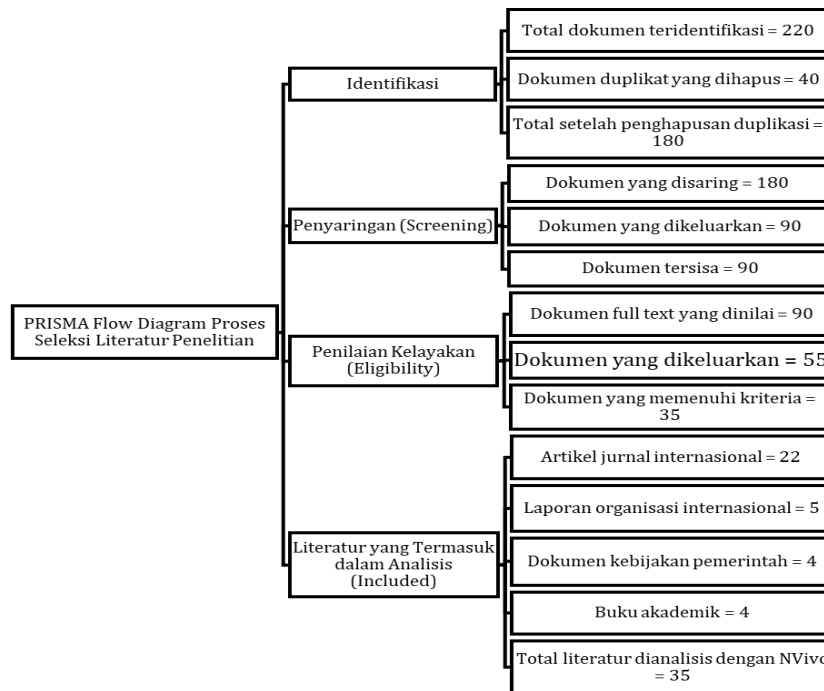 PRISMA Flow Diagram Proses
Seleksi Literatur Penelitian
Identifikasi
Total dokumen teridentifikasi = 220
Dokumen duplikat yang dihapus = 40
Total setelah penghapusan duplikasi =
180
Penyaringan (Screening)
Dokumen yang disaring = 180
Dokumen yang dikeluarkan = 90
Dokumen tersisa = 90
Penilaian Kelayakan
(Eligibility)
Dokumen full text yang dinilai = 90
Dokumen yang dikeluarkan = 55
Dokumen yang memenuhi kriteria =
35
Literatur yang Termasuk
dalam Analisis
(Included)
Artikel jurnal internasional = 22
Laporan organisasi internasional = 5
Dokumen kebijakan pemerintah = 4
Buku akademik = 4
Total literatur dianalisis dengan NVivo
= 35